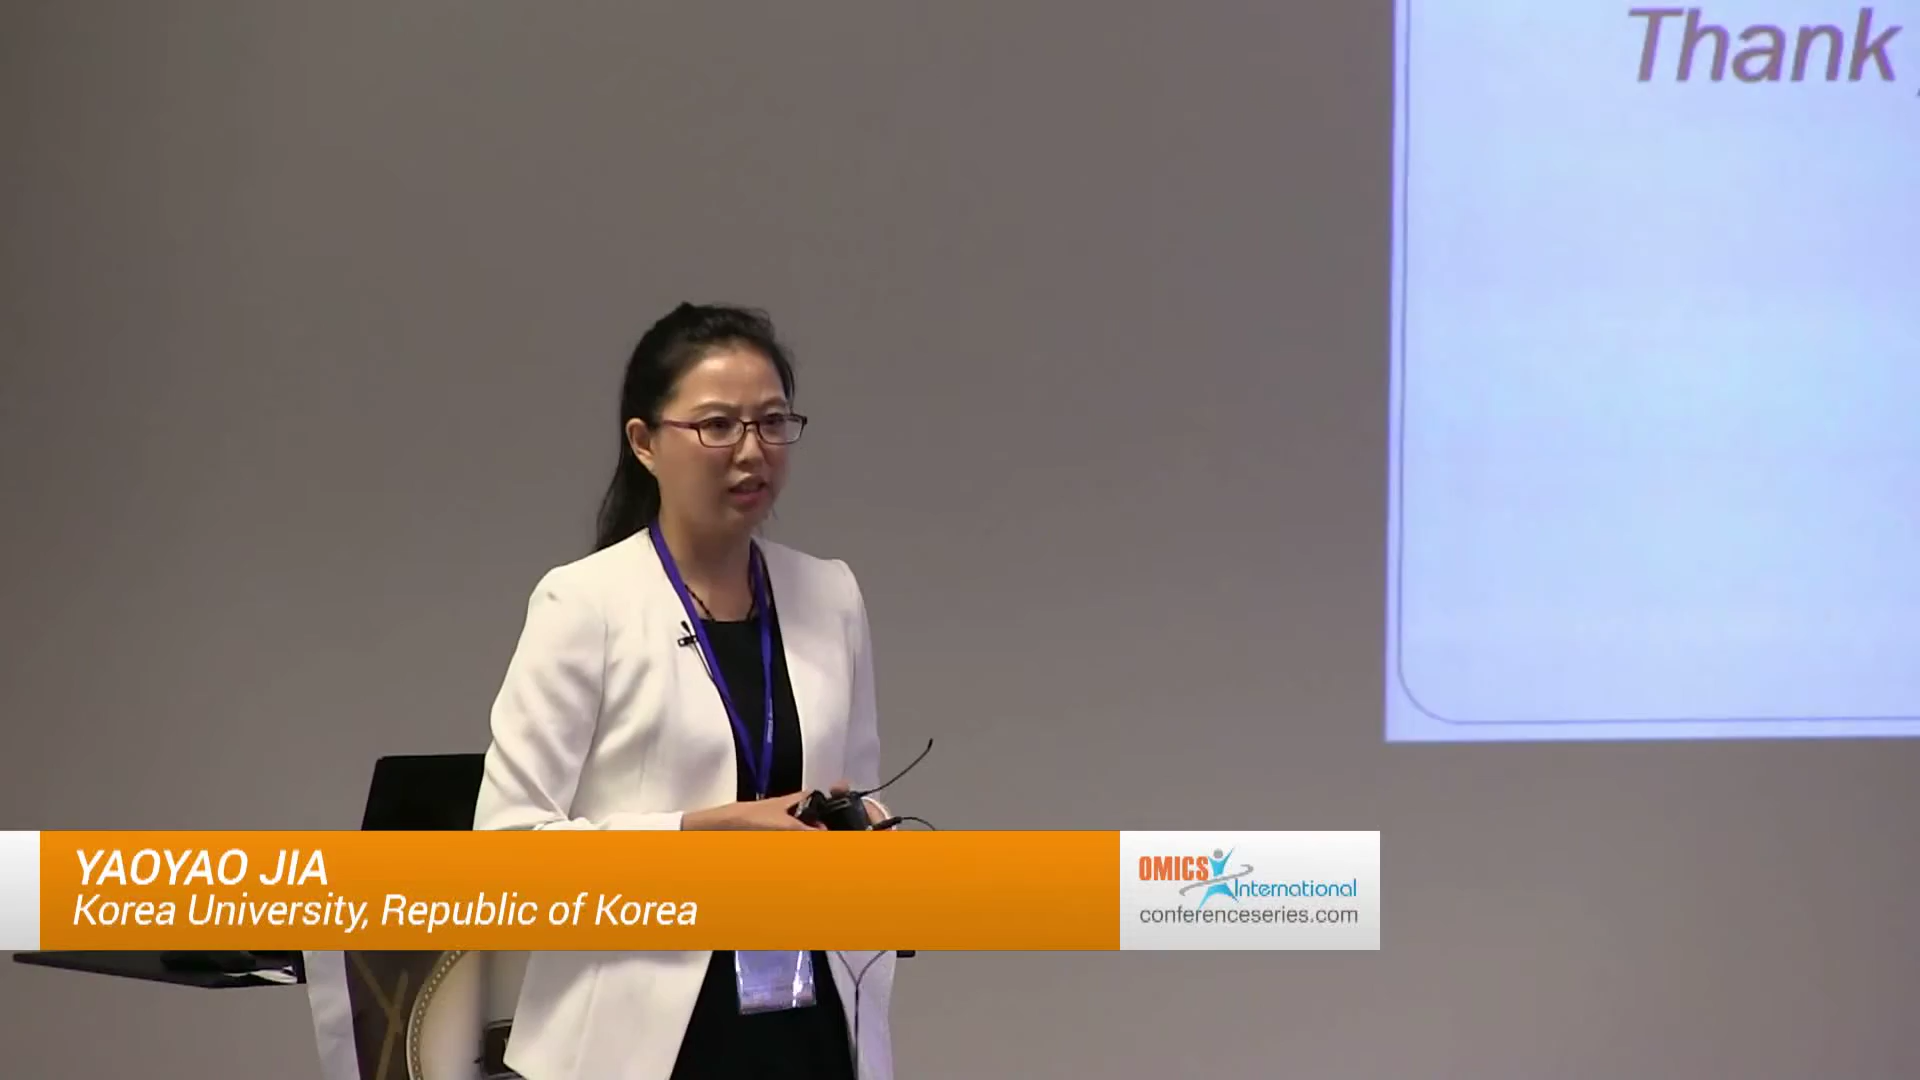 Thank
YAOYAO JIA
Korea University, Republic of Korea
OMICS
International
conferenceseries.com